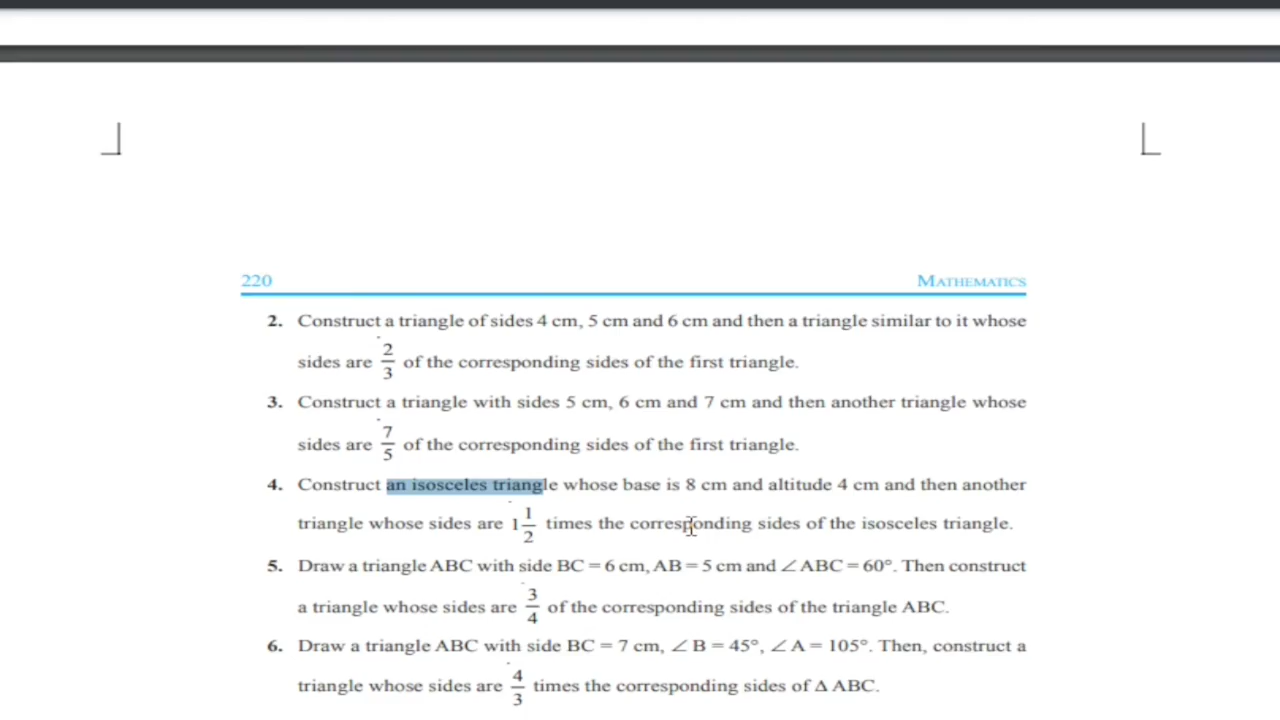 220 MATHEMATICS
2. Construct a triangle of sides 4 cm, 5 cm and 6 cm and then a triangle similar to it whose
sides are 2/3 of the corresponding sides of the first triangle.
3. Construct a triangle with sides 5 cm, 6 cm and 7 cm and then another triangle whose
sides are 7/5 of the corresponding sides of the first triangle.
4. Construct an isosceles triangle whose base is 8 cm and altitude 4 cm and then another
triangle whose sides are 1 1/2 times the corresponding sides of the isosceles triangle.
5. Draw a triangle ABC with side BC = 6 cm, AB = 5 cm and ∠ABC = 60°. Then construct
a triangle whose sides are 3/4 of the corresponding sides of the triangle ABC.
6. Draw a triangle ABC with side BC = 7 cm, ∠B = 45°, ∠A = 105°. Then, construct a
triangle whose sides are 4/3 times the corresponding sides of Δ ABC.